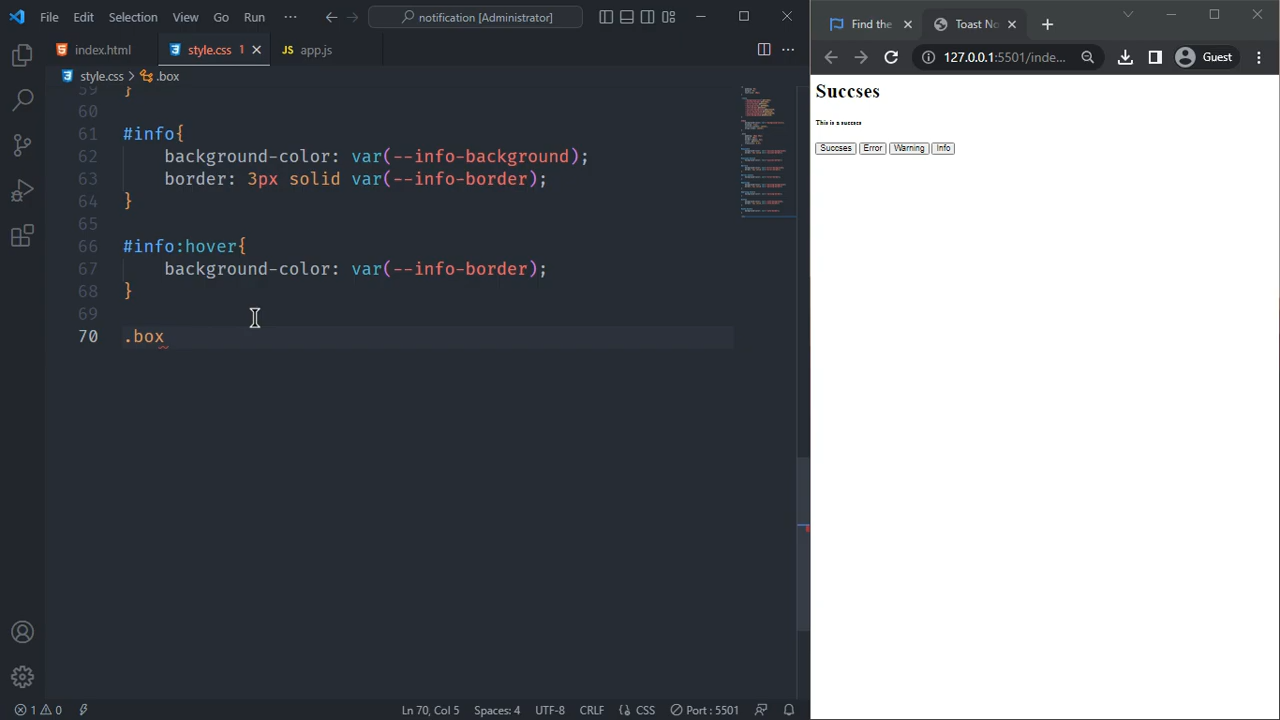 File Edit Selection View Go Run ··· notification [Administrator]
index.html style.css 1 app.js
style.css > .box
59 }
60
61 #info{
62 background-color: var(--info-background);
63 border: 3px solid var(--info-border);
64 }
65
66 #info:hover{
67 background-color: var(--info-border);
68 }
69
70 .box
1 0 Ln 70, Col 5 Spaces: 4 UTF-8 CRLF CSS Port : 5501
Find the Toast No
127.0.0.1:5501/inde... Guest
Succses
This is a succses
Succses Error Warning Info